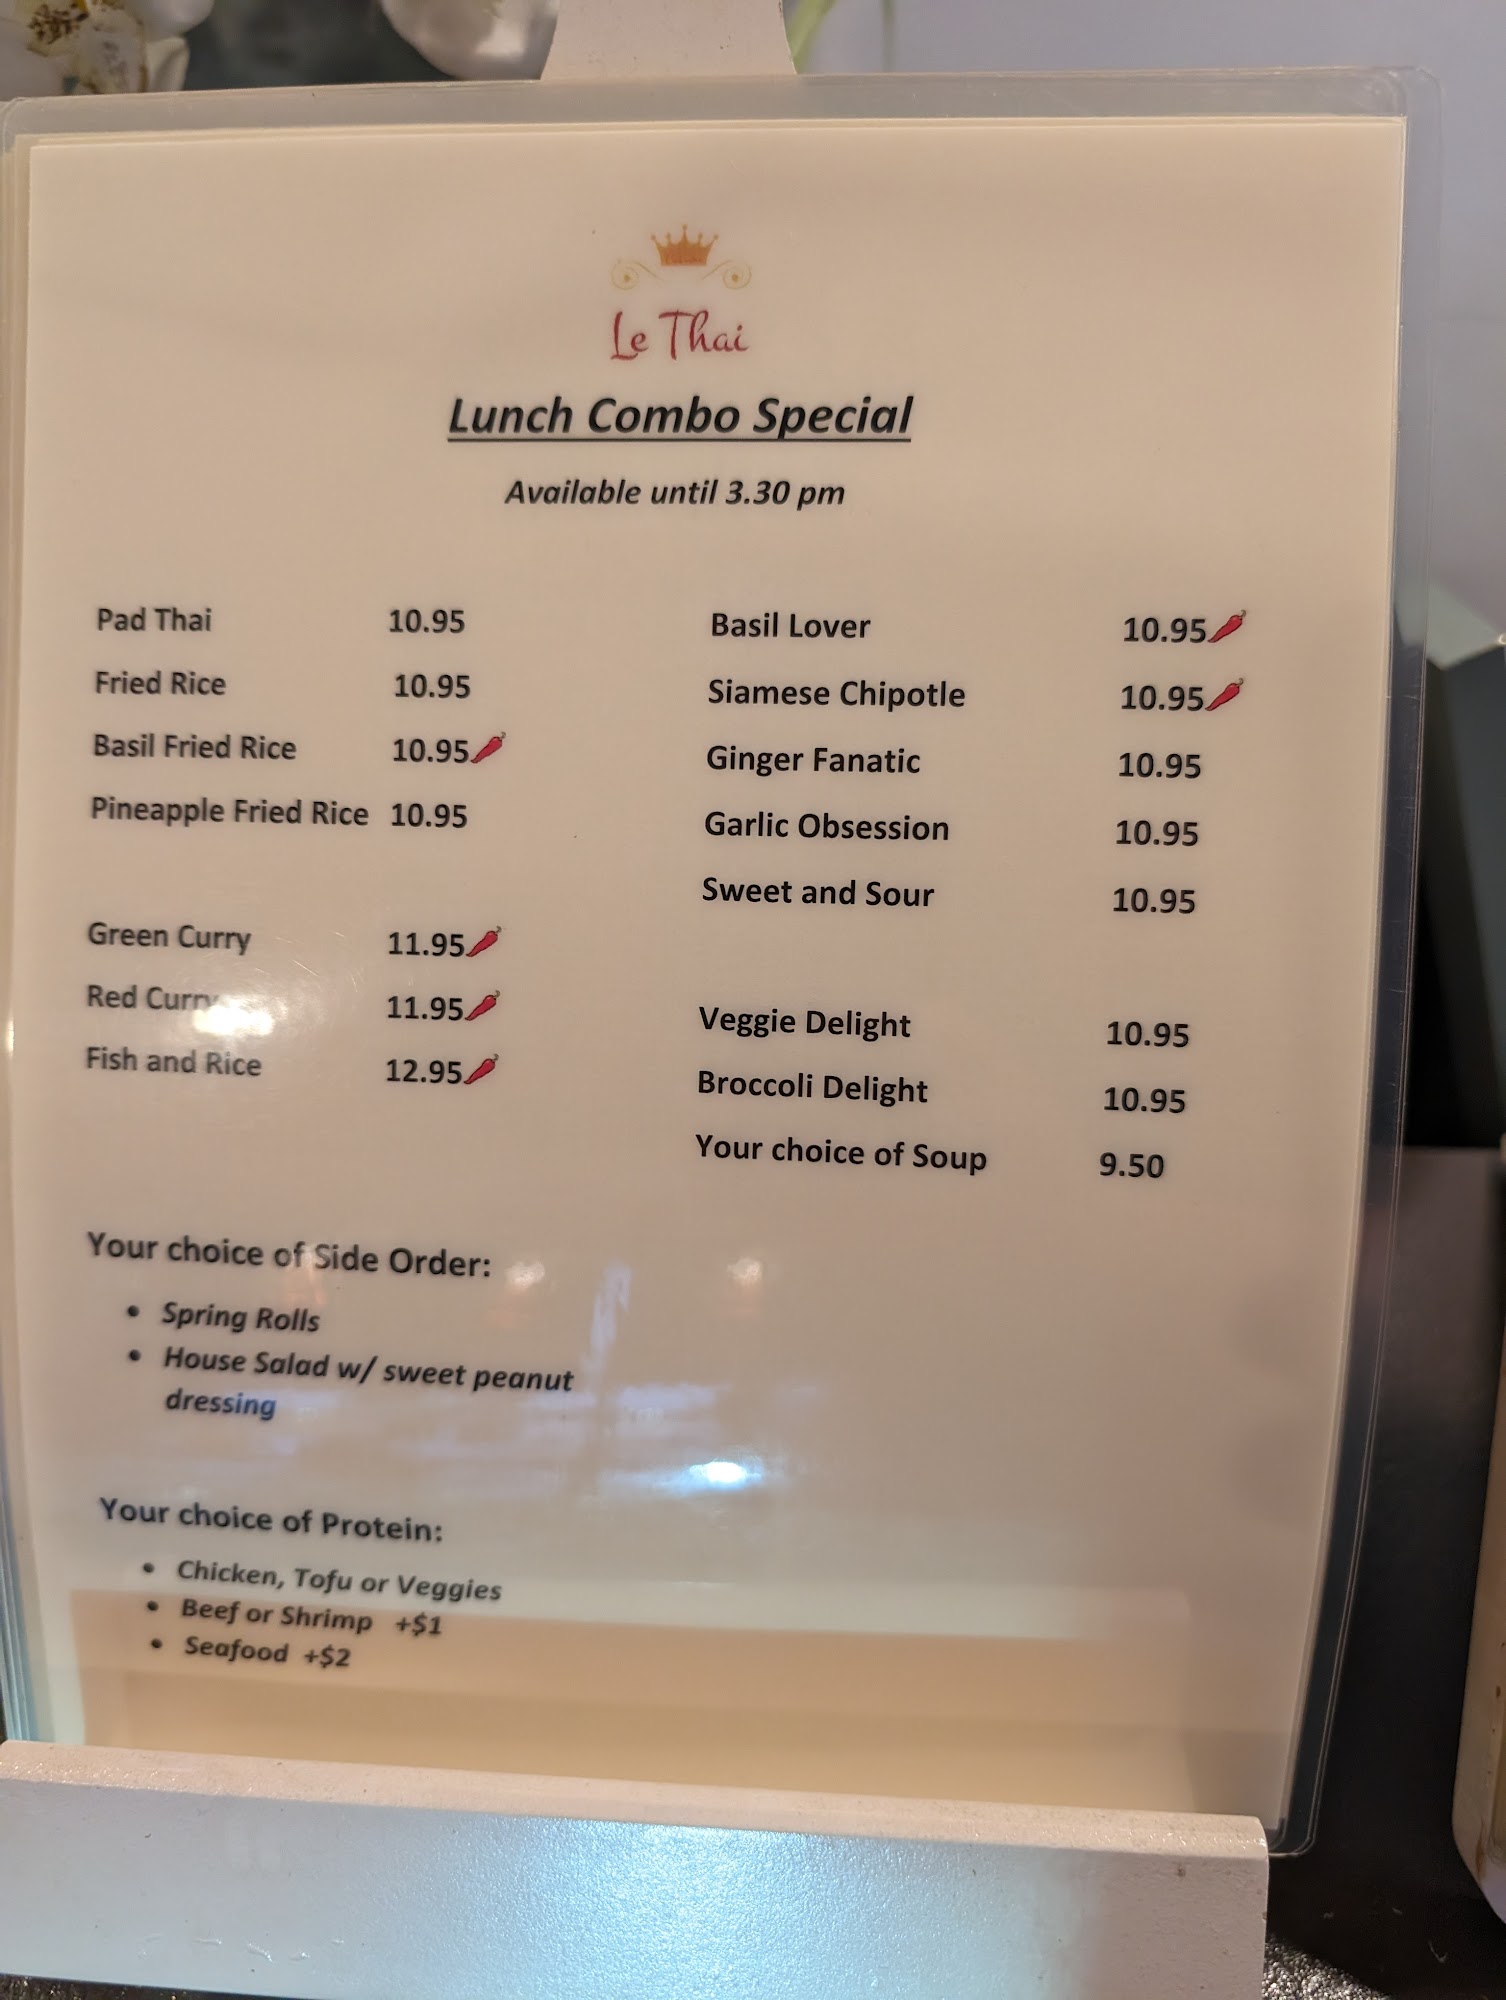 Le Thai
Lunch Combo Special
Available until 3.30 pm
Pad Thai 10.95
Fried Rice 10.95
Basil Fried Rice 10.95
Pineapple Fried Rice 10.95
Green Curry 11.95
Red Curry 11.95
Fish and Rice 12.95
Basil Lover 10.95
Siamese Chipotle 10.95
Ginger Fanatic 10.95
Garlic Obsession 10.95
Sweet and Sour 10.95
Veggie Delight 10.95
Broccoli Delight 10.95
Your choice of Soup 9.50
Your choice of Side Order:
• Spring Rolls
• House Salad w/ sweet peanut
dressing
Your choice of Protein:
• Chicken, Tofu or Veggies
• Beef or Shrimp +$1
• Seafood +$2